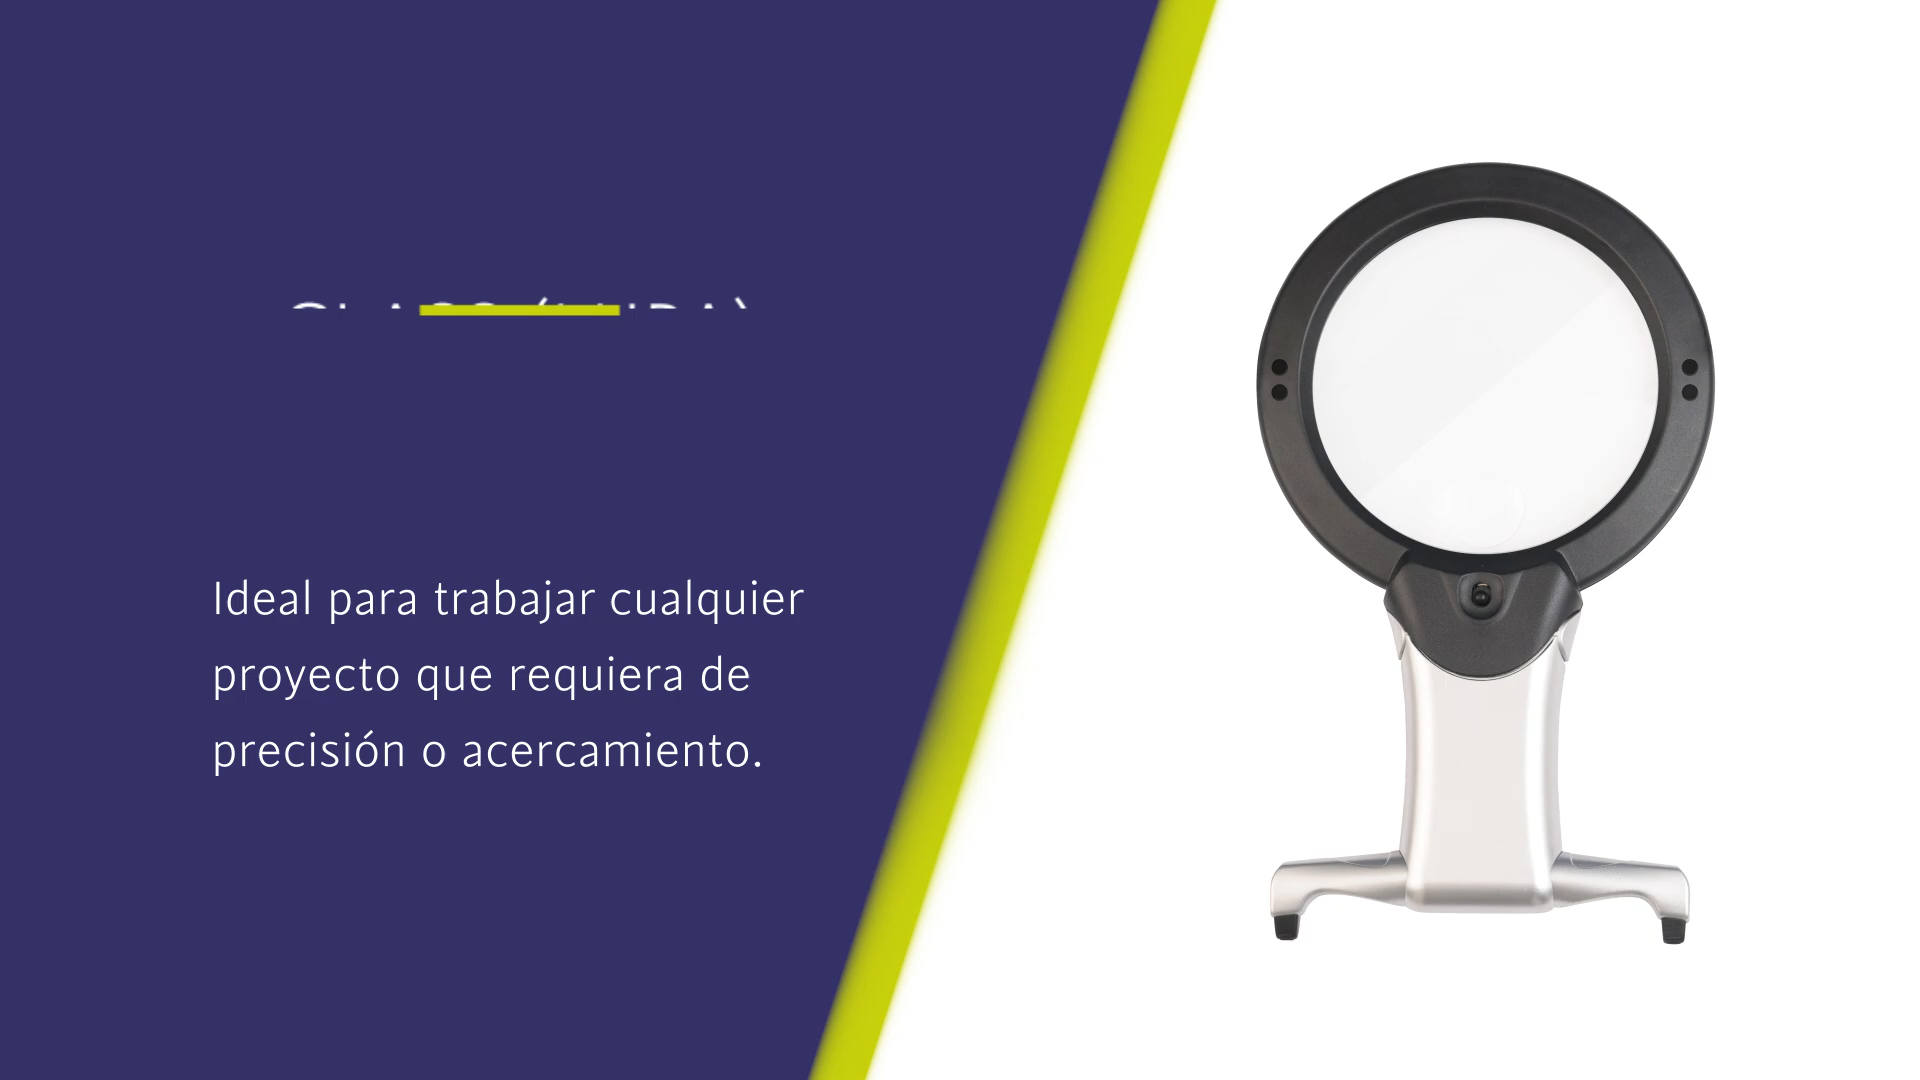 Ideal para trabajar cualquier
proyecto que requiera de
precisión o acercamiento.